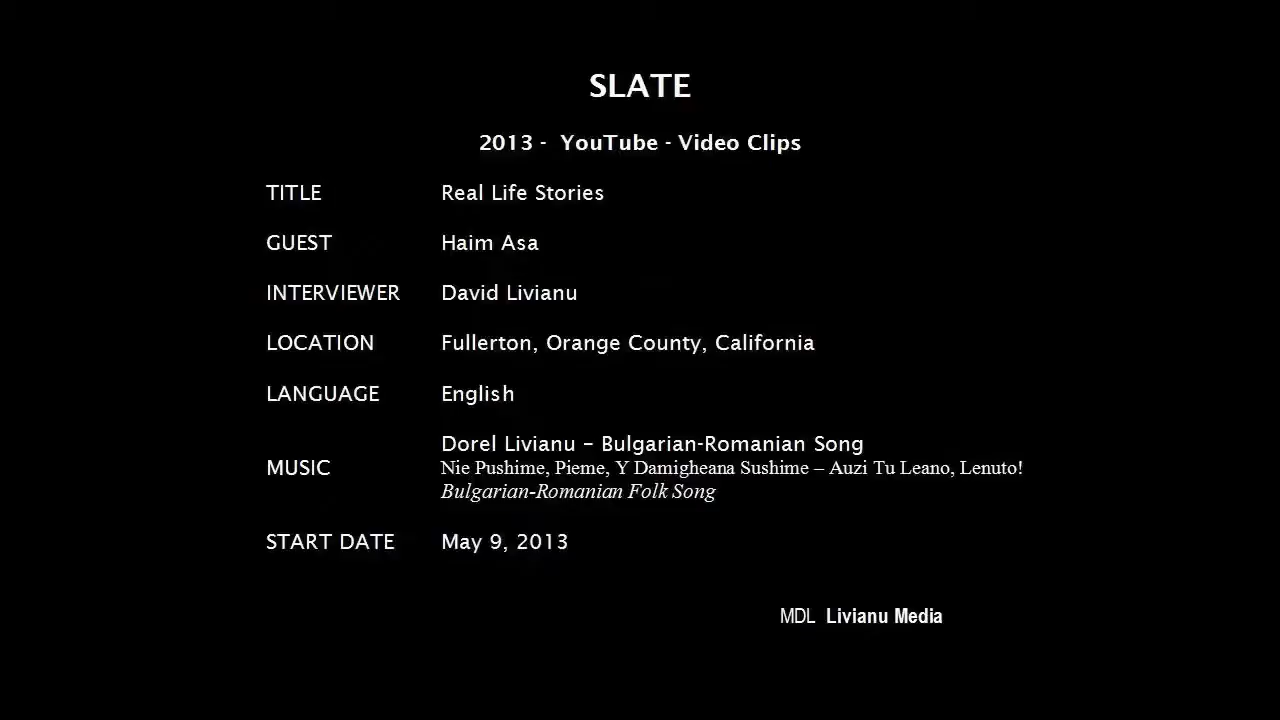 SLATE
2013 - YouTube - Video Clips
TITLE Real Life Stories
GUEST Haim Asa
INTERVIEWER David Livianu
LOCATION Fullerton, Orange County, California
LANGUAGE English
Dorel Livianu – Bulgarian-Romanian Song
MUSIC Nie Pushime, Pieme, Y Damigheana Sushime – Auzi Tu Leano, Lenuto!
Bulgarian-Romanian Folk Song
START DATE May 9, 2013
MDL Livianu Media